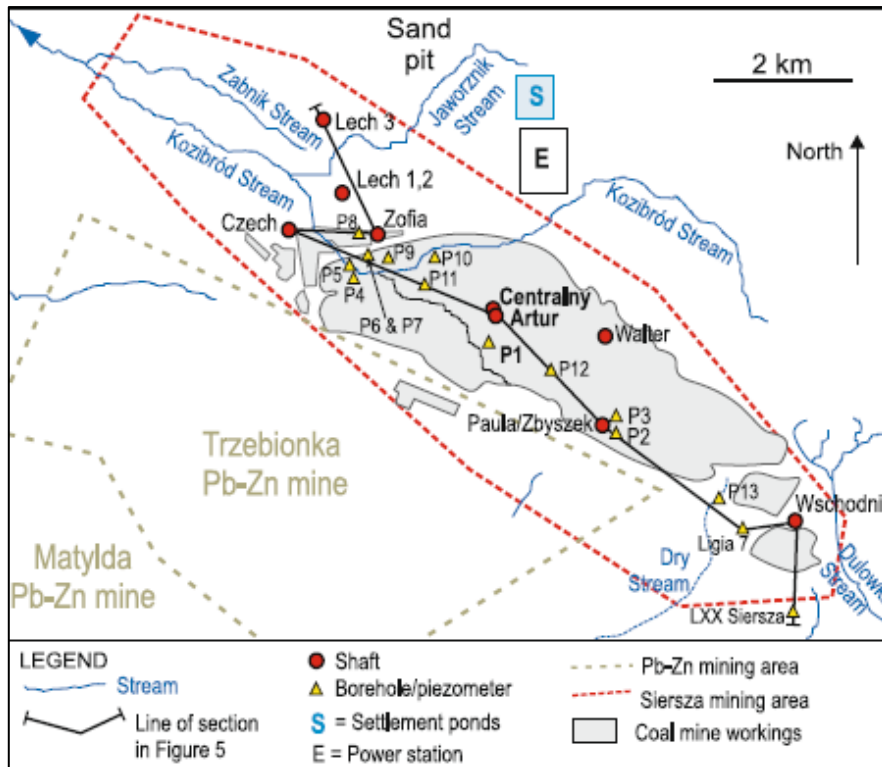 Sand
pit
2 km
Żabnik Stream
Jaworznik
Stream
S
E
North
Lech 3
Kozibród Stream
Lech 1,2
Kozibród Stream
Czech
P8
Zofia
P9
P10
P5
P4
P11
P6 & P7
Centralny
Artur
Walter
P1
P12
Paula/Zbyszek
P3
P2
Trzebionka
Pb-Zn mine
P13
Wschodni
Ligia 7
Matylda
Pb-Zn mine
Dry
Stream
Dulowka
Stream
LXX Siersza
LEGEND
Stream
Line of section
in Figure 5
Shaft
Borehole/piezometer
S = Settlement ponds
E = Power station
Pb-Zn mining area
Siersza mining area
Coal mine workings